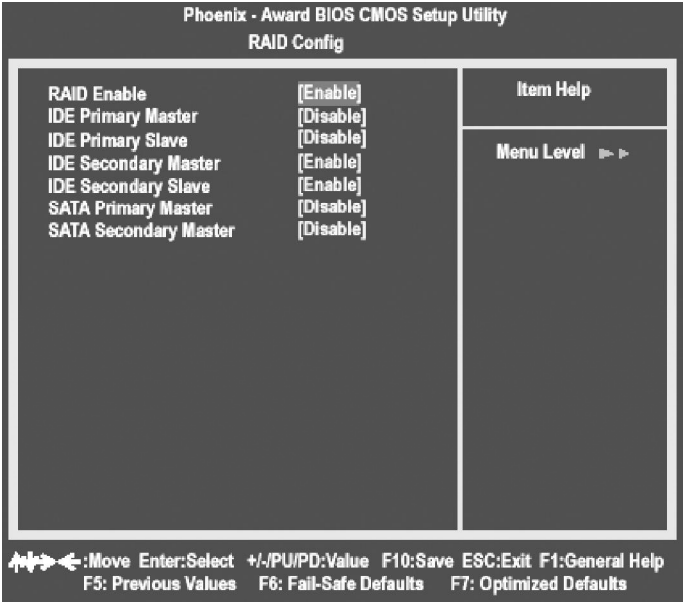 Phoenix - Award BIOS CMOS Setup Utility
RAID Config
RAID Enable [Enable]
IDE Primary Master [Disable]
IDE Primary Slave [Disable]
IDE Secondary Master [Enable]
IDE Secondary Slave [Enable]
SATA Primary Master [Disable]
SATA Secondary Master [Disable]
Item Help
Menu Level
:Move Enter:Select +/-/PU/PD:Value F10:Save ESC:Exit F1:General Help
F5: Previous Values F6: Fail-Safe Defaults F7: Optimized Defaults